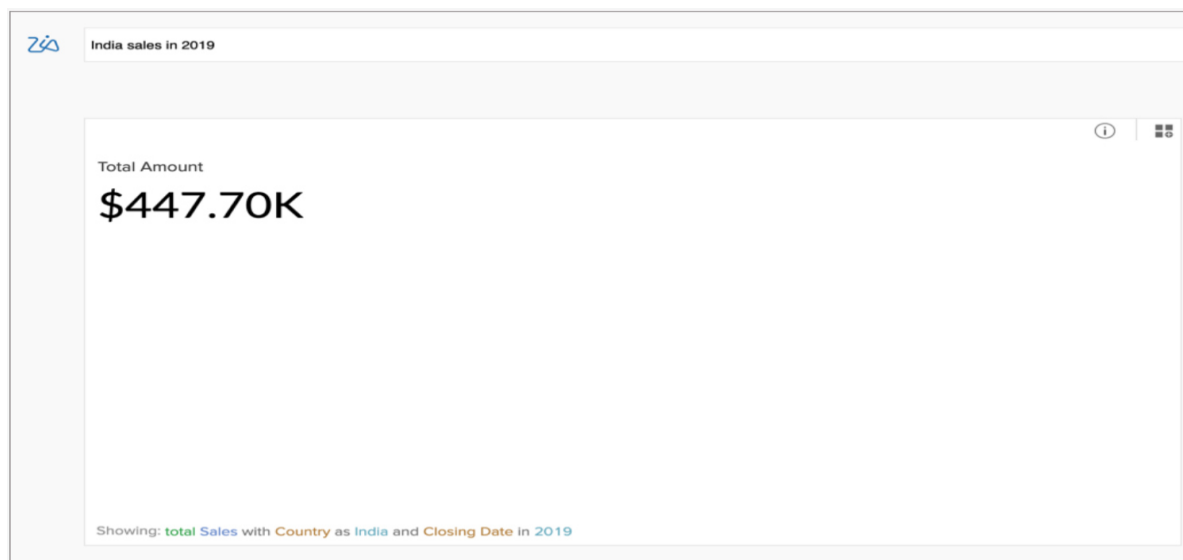 Zia
India sales in 2019
Total Amount
$447.70K
Showing: total Sales with Country as India and Closing Date in 2019